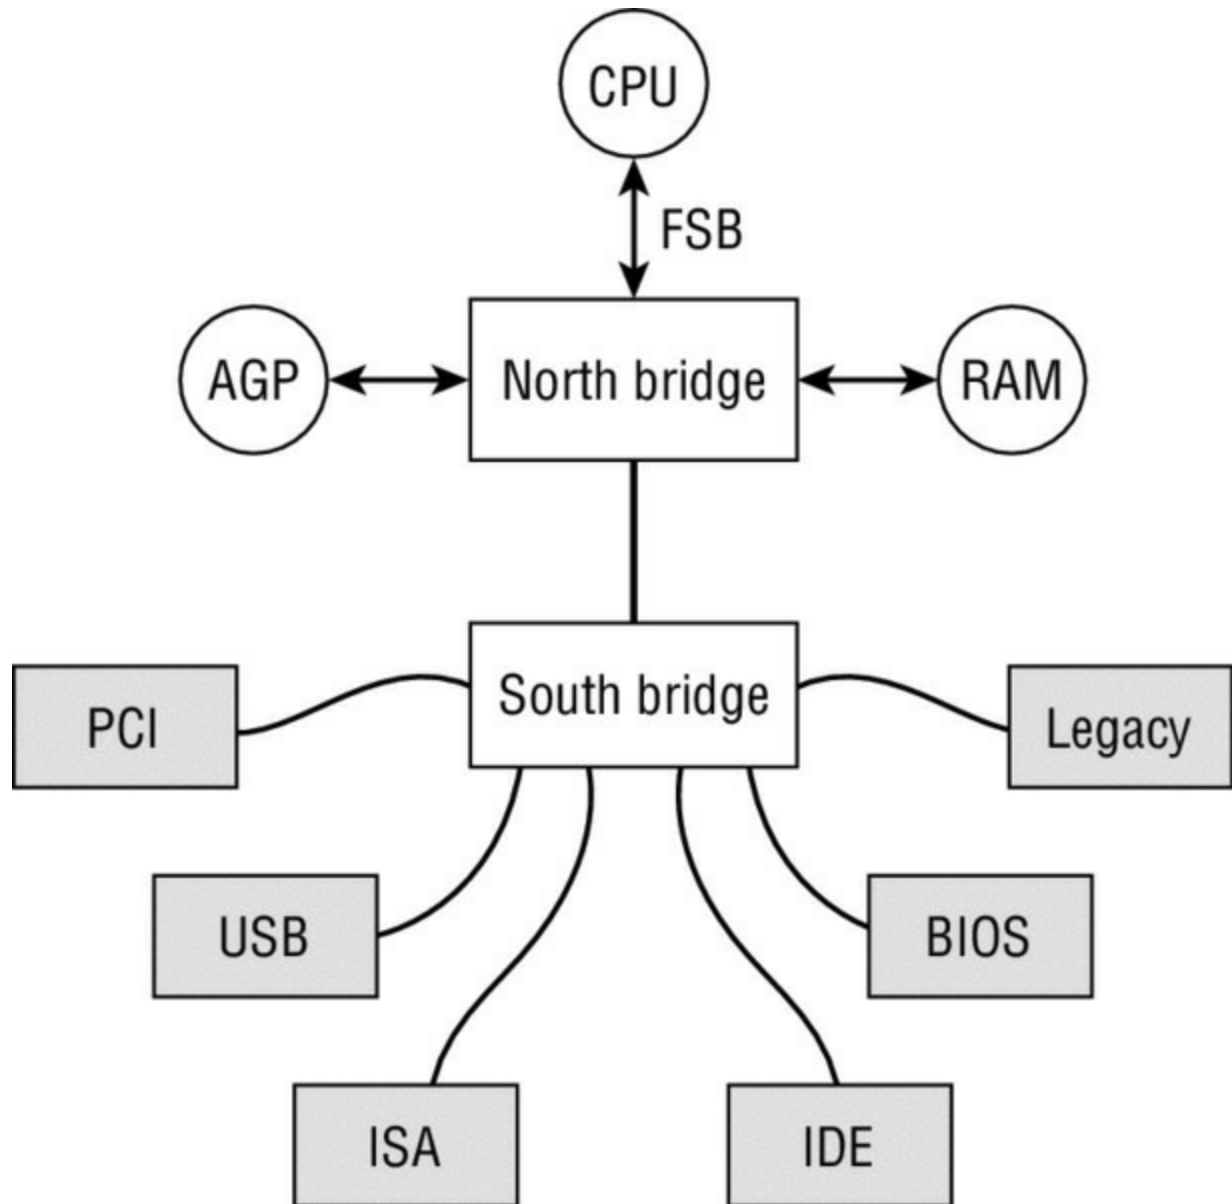 CPU
FSB
AGP
North bridge
RAM
South bridge
PCI
Legacy
USB
BIOS
ISA
IDE